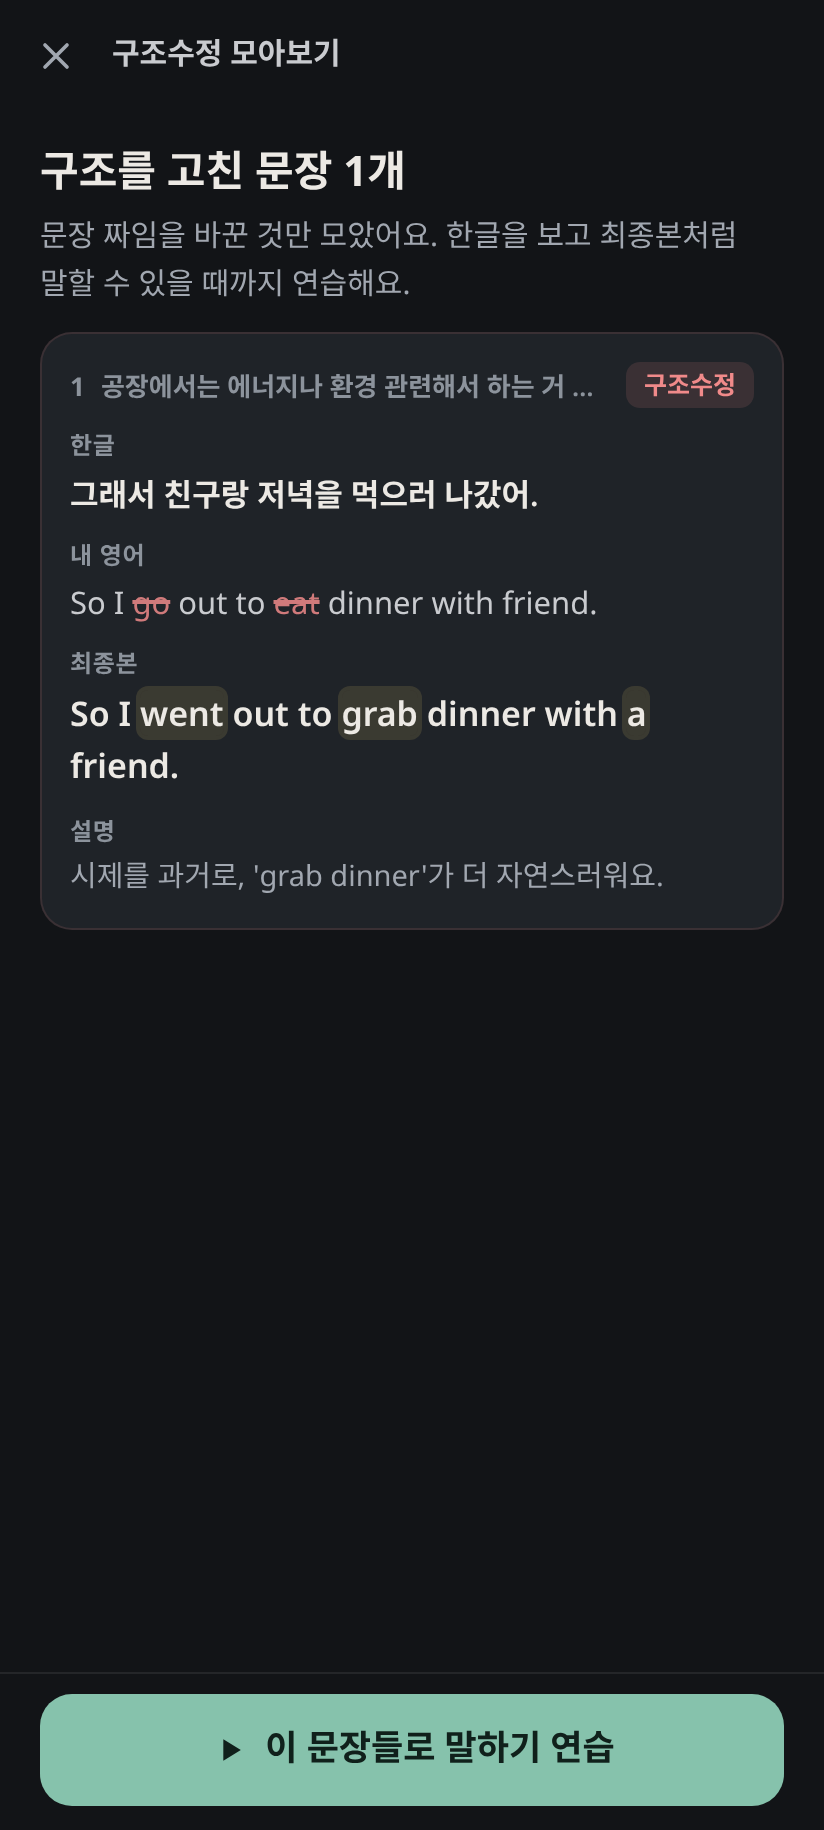 구조수정 모아보기
구조를 고친 문장 1개
문장 짜임을 바꾼 것만 모았어요. 한글을 보고 최종본처럼
말할 수 있을 때까지 연습해요.
1 공장에서는 에너지나 환경 관련해서 하는 거 ... 구조수정
한글
그래서 친구랑 저녁을 먹으러 나갔어.
내 영어
So I go out to eat dinner with friend.
최종본
So I went out to grab dinner with a
friend.
설명
시제를 과거로, 'grab dinner'가 더 자연스러워요.
이 문장들로 말하기 연습